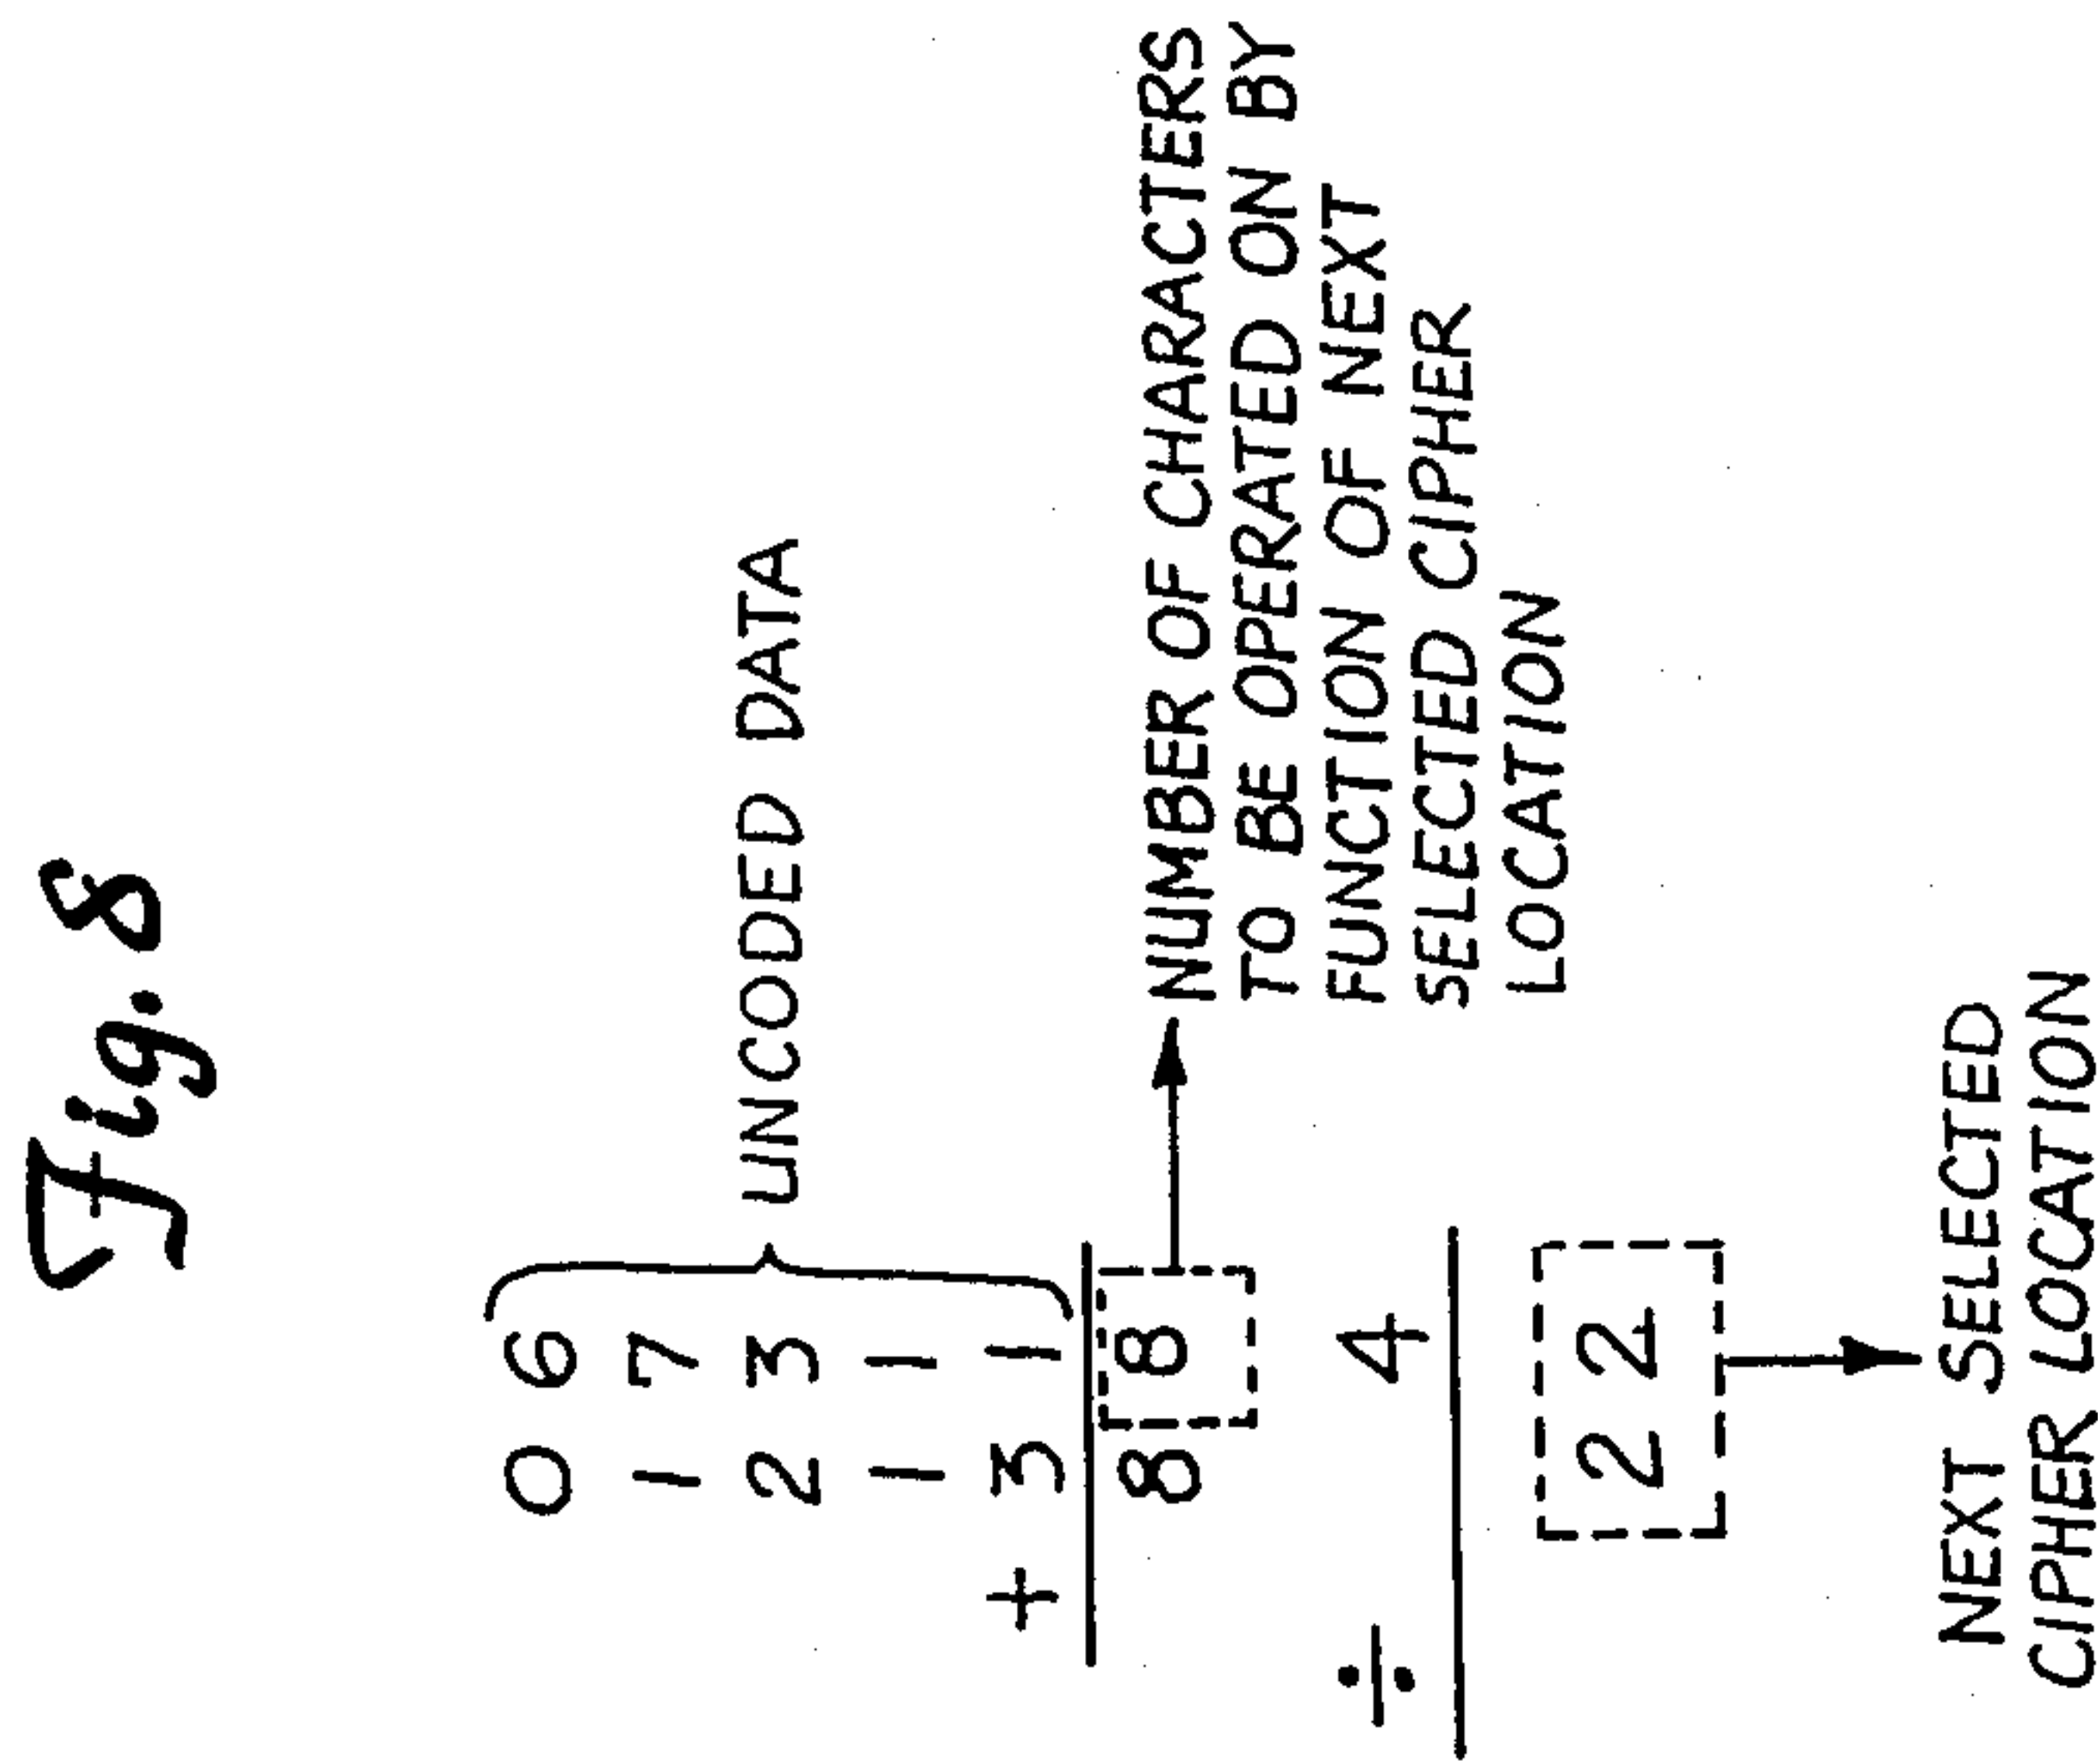 Fig. 8
0 6
1 7
2 3 UNCODED DATA
1 1
+ 3 1
8 8 NUMBER OF CHARACTERS
TO BE OPERATED ON BY
FUNCTION OF NEXT
SELECTED CIPHER
LOCATION
÷ 4
2 2
NEXT SELECTED
CIPHER LOCATION